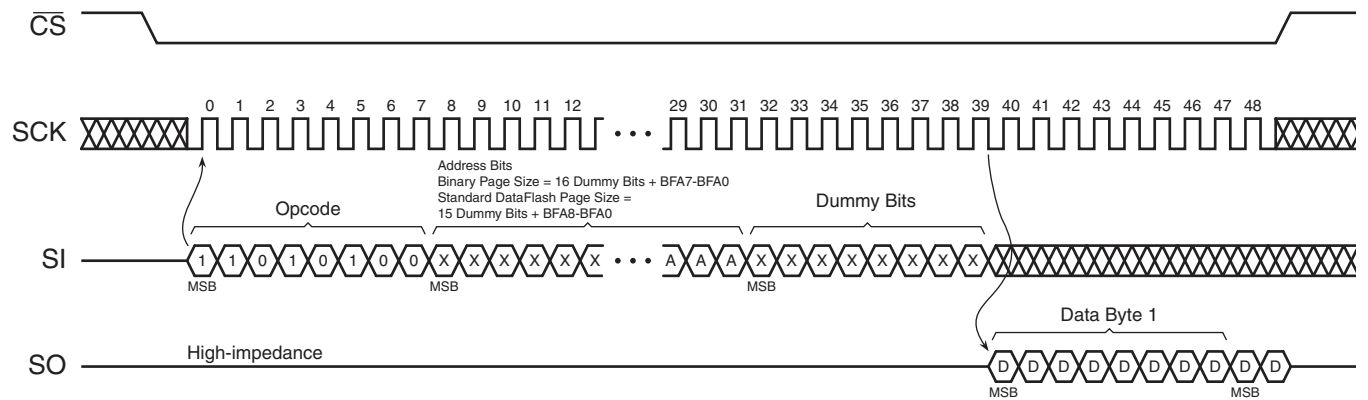 CS
SCK
0 1 2 3 4 5 6 7 8 9 10 11 12 29 30 31 32 33 34 35 36 37 38 39 40 41 42 43 44 45 46 47 48
Address Bits
Binary Page Size = 16 Dummy Bits + BFA7-BFA0
Standard DataFlash Page Size =
15 Dummy Bits + BFA8-BFA0
Opcode
Dummy Bits
SI
1 1 0 1 0 1 0 0 X X X X X X A A A X X X X X X X X
MSB MSB MSB
Data Byte 1
High-impedance
SO
D D D D D D D D D D
MSB MSB